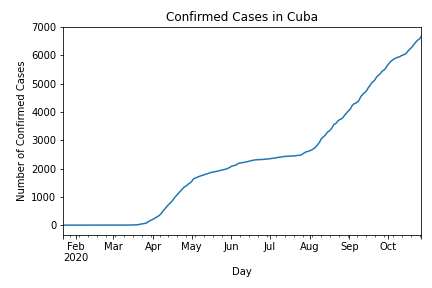 Confirmed Cases in Cuba
Number of Confirmed Cases
7000
6000
5000
4000
3000
2000
1000
0
Feb Mar Apr May Jun Jul Aug Sep Oct
2020
Day